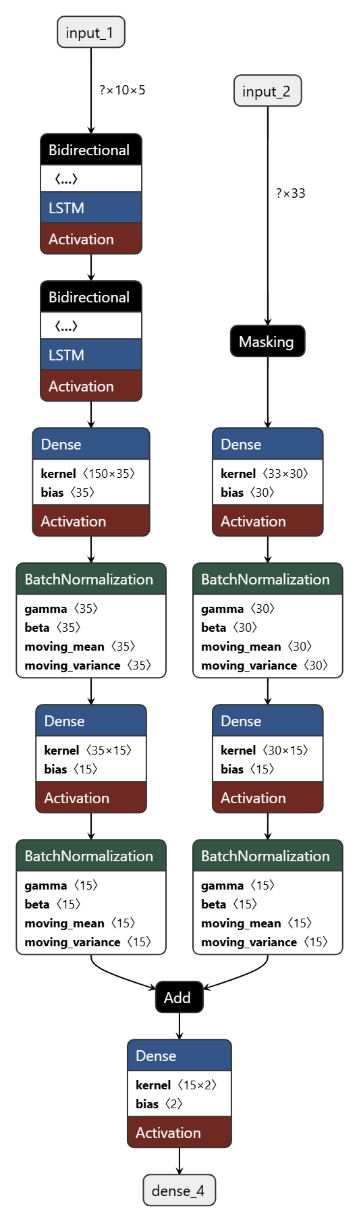 input_1
?×10×5
Bidirectional
〈...〉
LSTM
Activation
Bidirectional
〈...〉
LSTM
Activation
Dense
kernel〈150×35〉
bias〈35〉
Activation
BatchNormalization
gamma〈35〉
beta〈35〉
moving_mean〈35〉
moving_variance〈35〉
Dense
kernel〈35×15〉
bias〈15〉
Activation
BatchNormalization
gamma〈15〉
beta〈15〉
moving_mean〈15〉
moving_variance〈15〉
input_2
?×33
Masking
Dense
kernel〈33×30〉
bias〈30〉
Activation
BatchNormalization
gamma〈30〉
beta〈30〉
moving_mean〈30〉
moving_variance〈30〉
Dense
kernel〈30×15〉
bias〈15〉
Activation
BatchNormalization
gamma〈15〉
beta〈15〉
moving_mean〈15〉
moving_variance〈15〉
Add
Dense
kernel〈15×2〉
bias〈2〉
Activation
dense_4